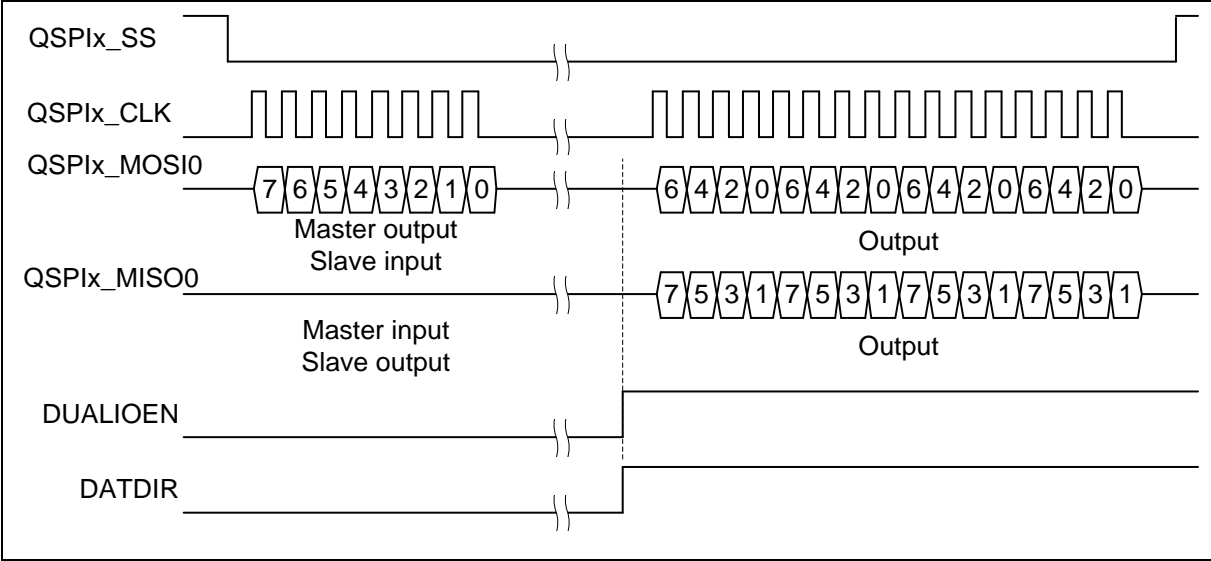 QSPIx_SS
QSPIx_CLK
QSPIx_MOSI0
7 6 5 4 3 2 1 0
6 4 2 0 6 4 2 0 6 4 2 0 6 4 2 0
Master output
Slave input
Output
QSPIx_MISO0
7 5 3 1 7 5 3 1 7 5 3 1 7 5 3 1
Master input
Slave output
Output
DUALIOEN
DATDIR